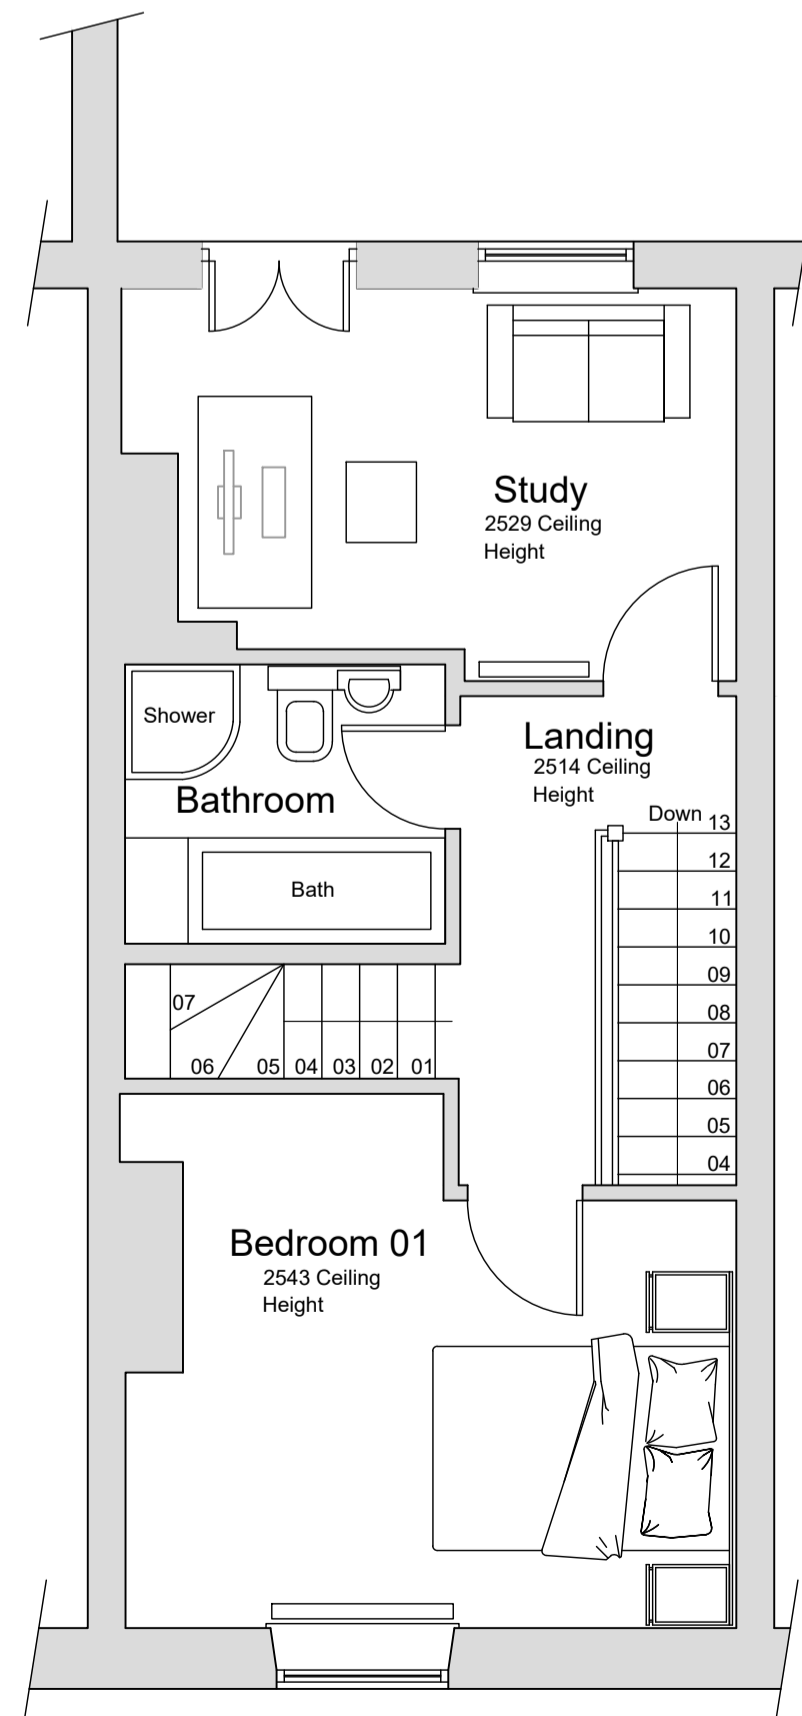 Study
2529 Ceiling
Height
Shower
Landing
2514 Ceiling
Height
Bathroom
Down
13
12
11
10
09
08
07
06
05
04
Bath
07
06 05 04 03 02 01
Bedroom 01
2543 Ceiling
Height